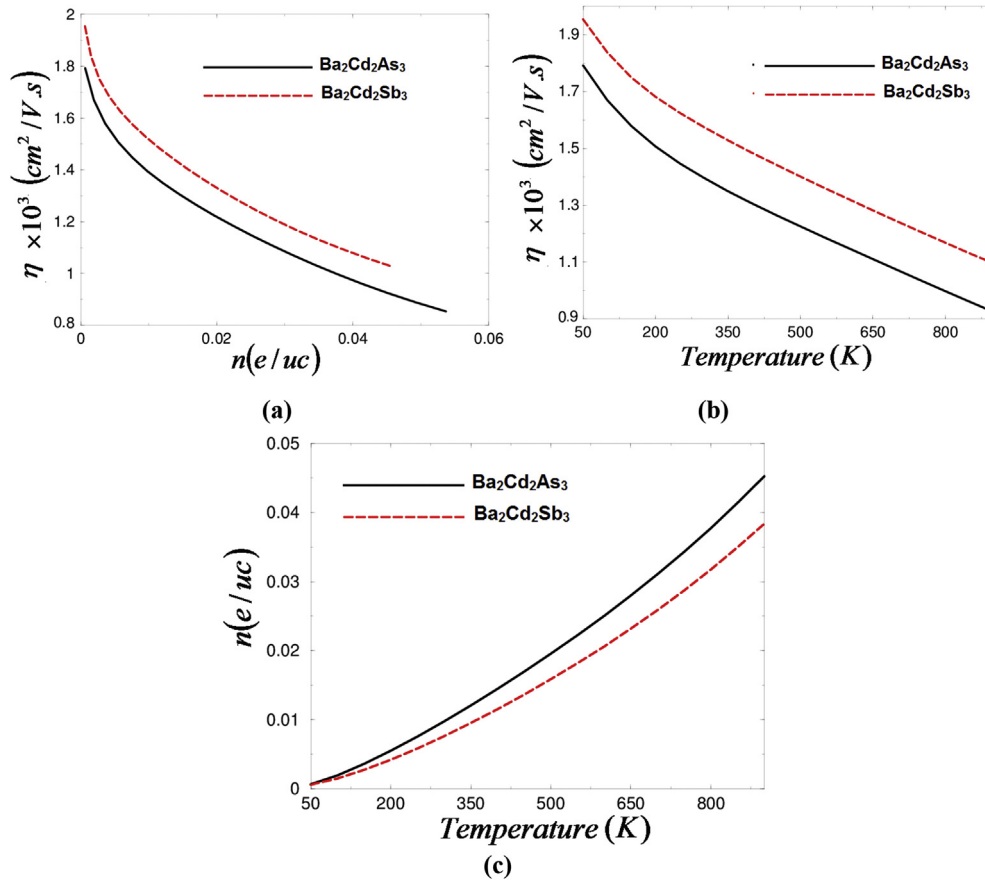 2
1.8
1.6
1.4
1.2
1
0.8
η ×10³ (cm²/V.s)
Ba₂Cd₂As₃
Ba₂Cd₂Sb₃
0 0.02 0.04 0.06
n(e/uc)
(a)
1.9
1.7
1.5
1.3
1.1
0.9
η ×10³ (cm²/V.s)
Ba₂Cd₂As₃
Ba₂Cd₂Sb₃
50 200 350 500 650 800
Temperature (K)
(b)
0.05
0.04
0.03
0.02
0.01
0
n(e/uc)
Ba₂Cd₂As₃
Ba₂Cd₂Sb₃
50 200 350 500 650 800
Temperature (K)
(c)